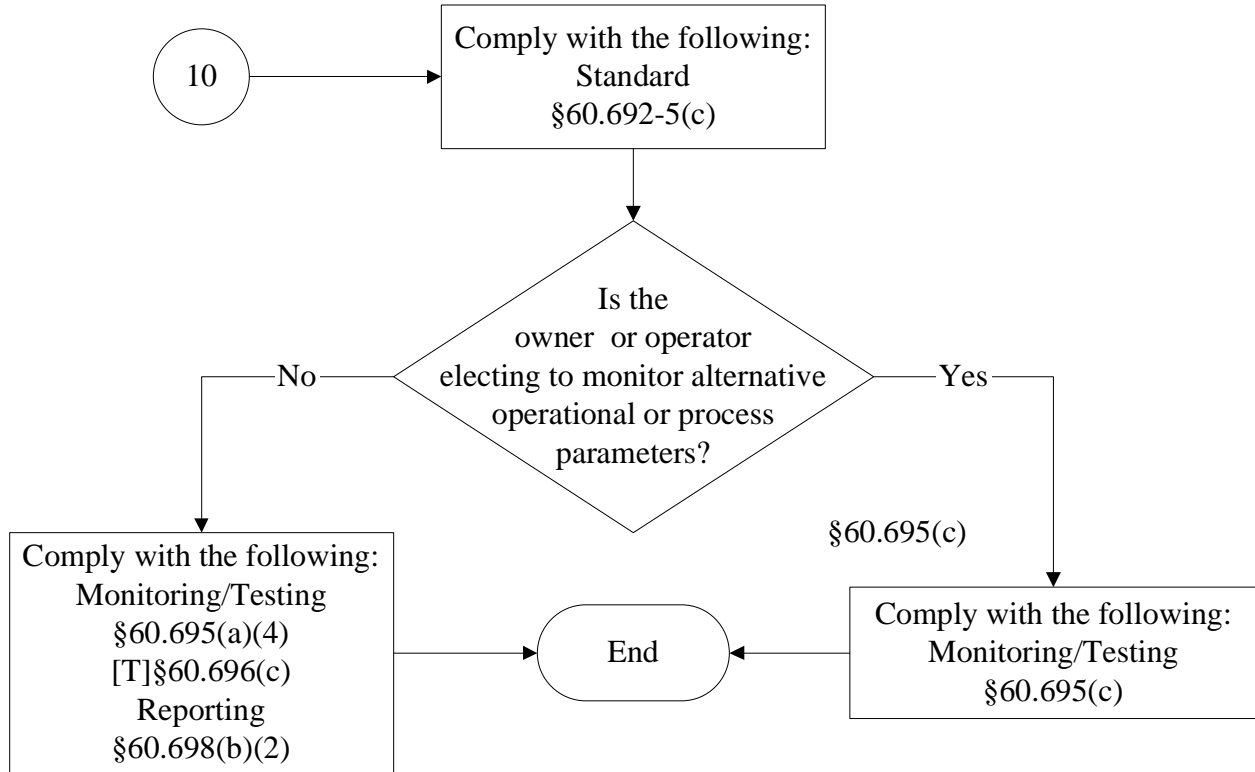 10
Comply with the following:
Standard
§60.692-5(c)
Is the
owner or operator
electing to monitor alternative
operational or process
parameters?
No
Yes
§60.695(c)
Comply with the following:
Monitoring/Testing
§60.695(a)(4)
[T]§60.696(c)
Reporting
§60.698(b)(2)
End
Comply with the following:
Monitoring/Testing
§60.695(c)